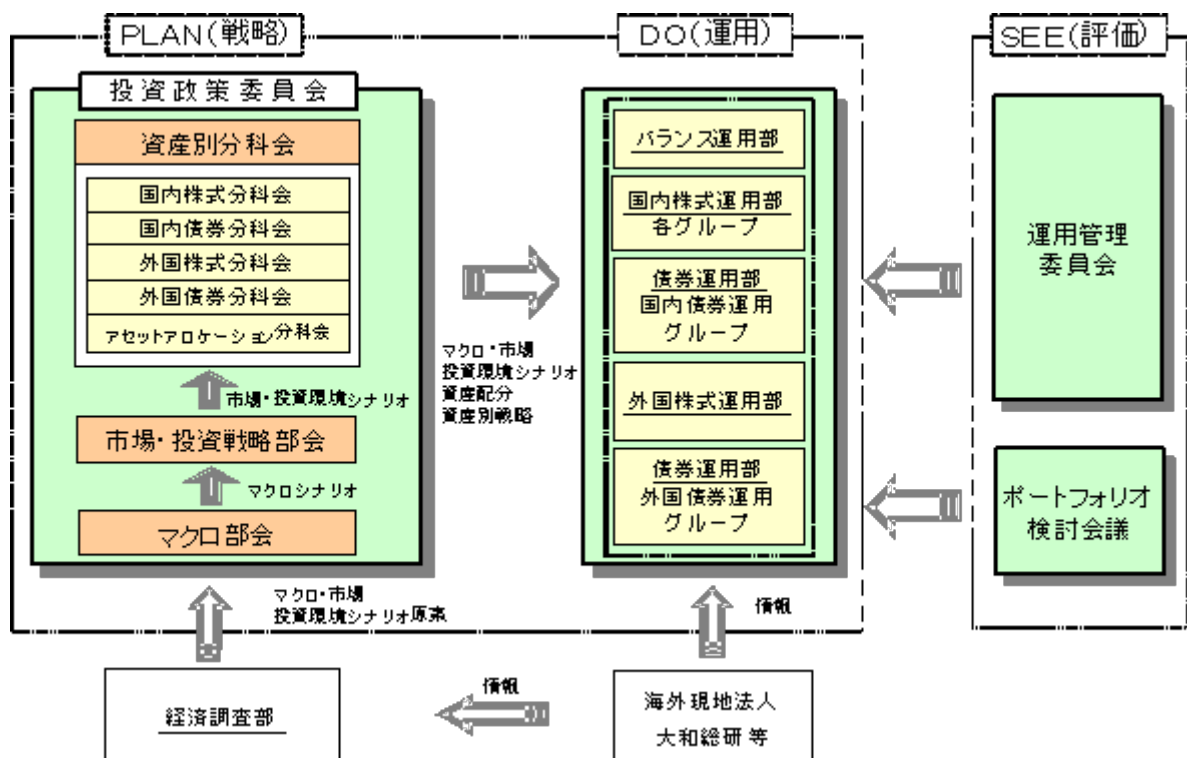 PLAN(戦略)
投資政策委員会
資産別分科会
国内株式分科会
国内債券分科会
外国株式分科会
外国債券分科会
アセットアロケーション分科会
市場・投資環境シナリオ
市場・投資戦略部会
マクロシナリオ
マクロ部会
マクロ・市場
投資環境シナリオ
資産配分
資産別戦略
DO(運用)
バランス運用部
国内株式運用部
各グループ
債券運用部
国内債券運用
グループ
外国株式運用部
債券運用部
外国債券運用
グループ
SEE(評価)
運用管理
委員会
ポートフォリオ
検討会議
マクロ・市場
投資環境シナリオ原案
情報
経済調査部
情報
海外現地法人
大和総研等